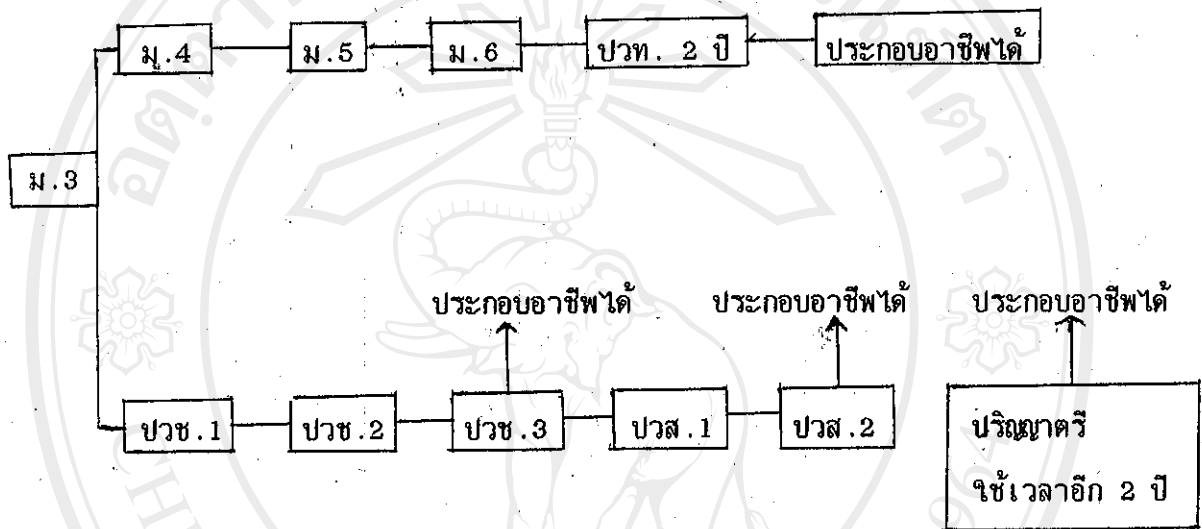 ม.4 ม.5 ม.6 ปวท. 2 ปี ประกอบอาชีพได้
ม.3
ประกอบอาชีพได้ ประกอบอาชีพได้ ประกอบอาชีพได้
ปวช.1 ปวช.2 ปวช.3 ปวส.1 ปวส.2 ปริญญาตรี
ใช้เวลาอีก 2 ปี